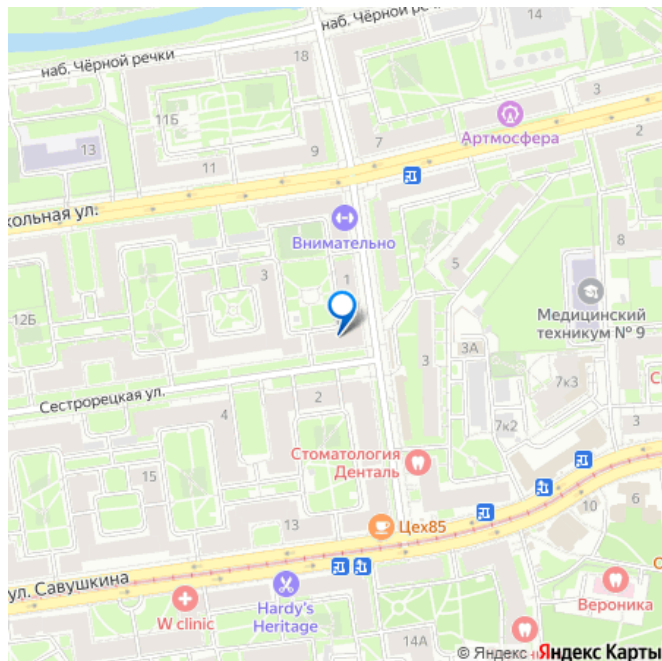 наб. Чёрной речки
наб. Чёрной речки
14
18
3
11Б
Артмосфера
2
13
7
9
11
кольная ул.
Внимательно
8
5
3
1
Медицинский
техникум № 9
12Б
3А
3
7к3
Сестрорецкая ул.
2
4
7к2
3
Стоматология
Денталь
15
6
10
13
Цех85
ул. Савушкина
Вероника
W clinic
Hardy's
Heritage
14А
© Яндекс Яндекс Карты